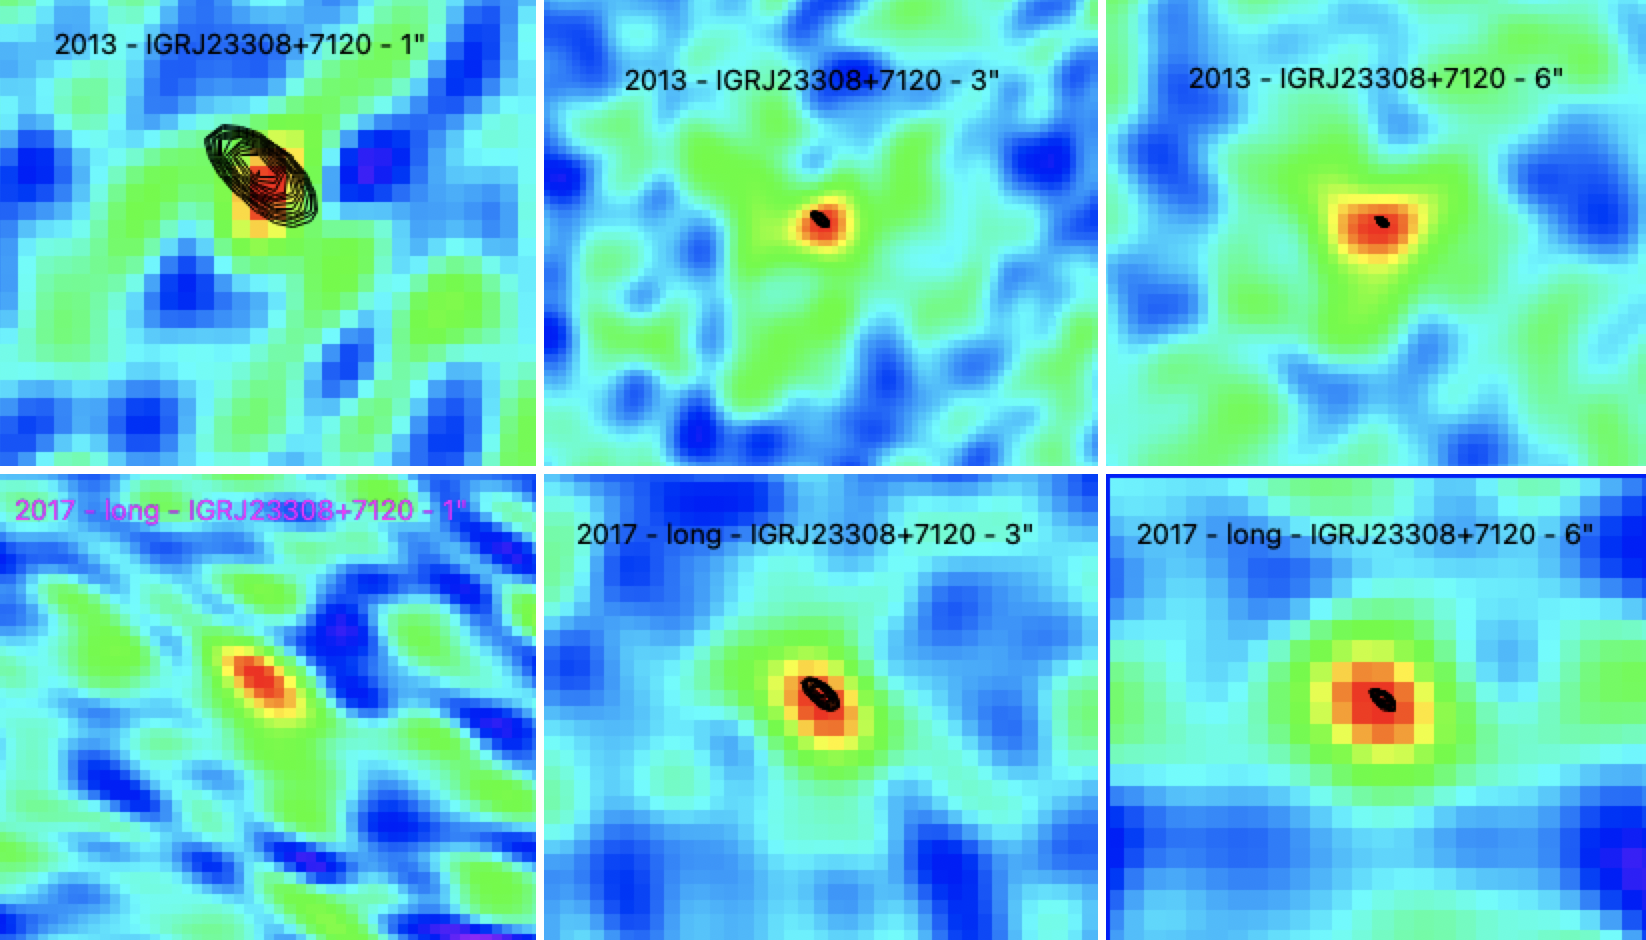 2013 - IGRJ23308+7120 - 1"
2013 - IGRJ23308+7120 - 3"
2013 - IGRJ23308+7120 - 6"
2017 - long - IGRJ23308+7120 - 1"
2017 - long - IGRJ23308+7120 - 3"
2017 - long - IGRJ23308+7120 - 6"